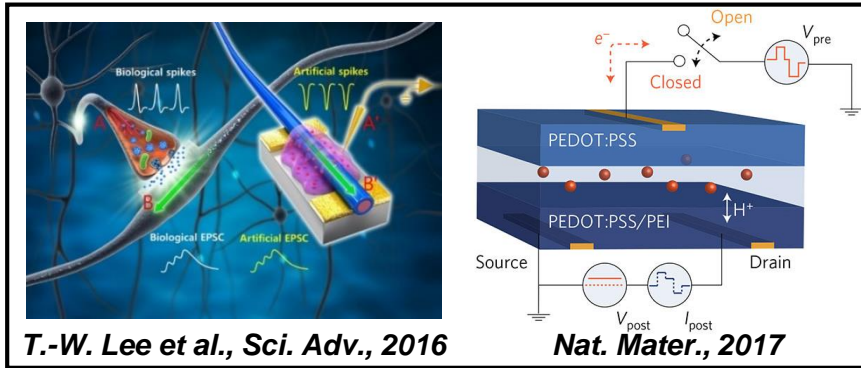 Biological spikes
Artificial spikes
A
A'
B
B'
Biological EPSC
Artificial EPSC
T.-W. Lee et al., Sci. Adv., 2016
Open
e⁻
V_pre
Closed
PEDOT:PSS
H⁺
PEDOT:PSS/PEI
Source
Drain
V_post
I_post
Nat. Mater., 2017